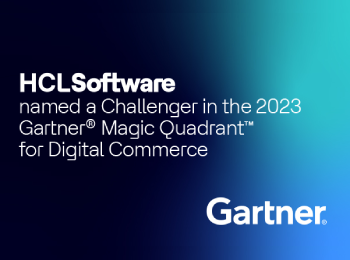 HCLSoftware
named a Challenger in the 2023
Gartner® Magic Quadrant™
for Digital Commerce
Gartner®